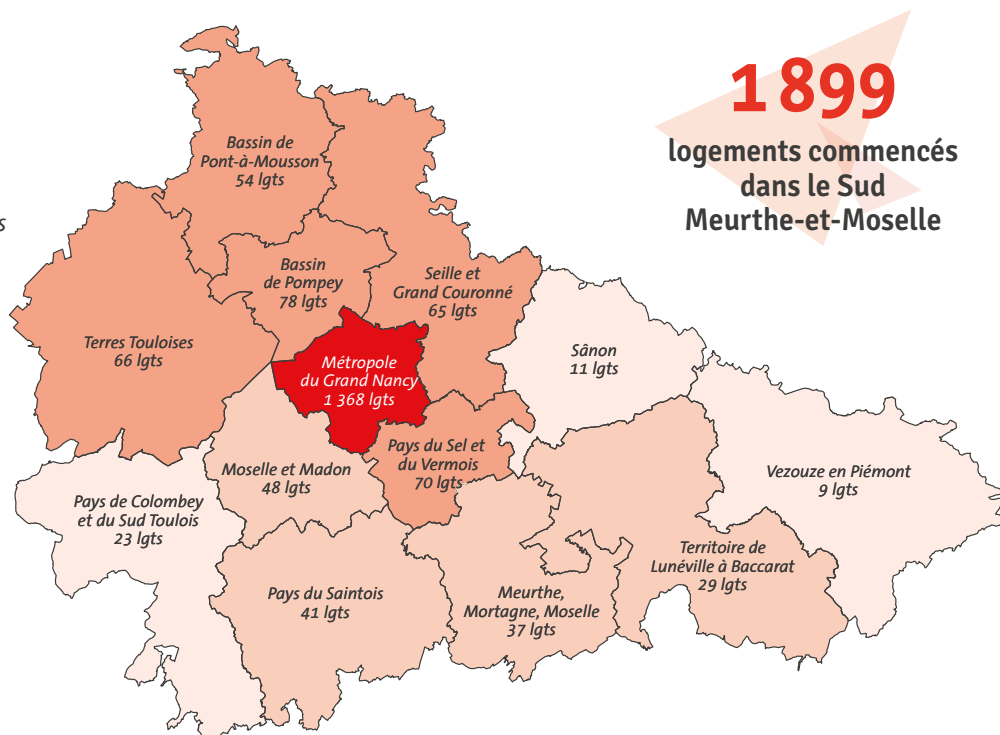 1 899
logements commencés
dans le Sud
Meurthe-et-Moselle
Bassin de
Pont-à-Mousson
54 lgts
s
Bassin
de Pompey
78 lgts
Seille et
Grand Couronné
65 lgts
Terres Touloises
66 lgts
Métropole
du Grand Nancy
1 368 lgts
Sânon
11 lgts
Pays du Sel et
du Vermois
70 lgts
Moselle et Madon
48 lgts
Vezouze en Piémont
9 lgts
Pays de Colombey
et du Sud Toulois
23 lgts
Territoire de
Lunéville à Baccarat
29 lgts
Pays du Saintois
41 lgts
Meurthe,
Mortagne, Moselle
37 lgts